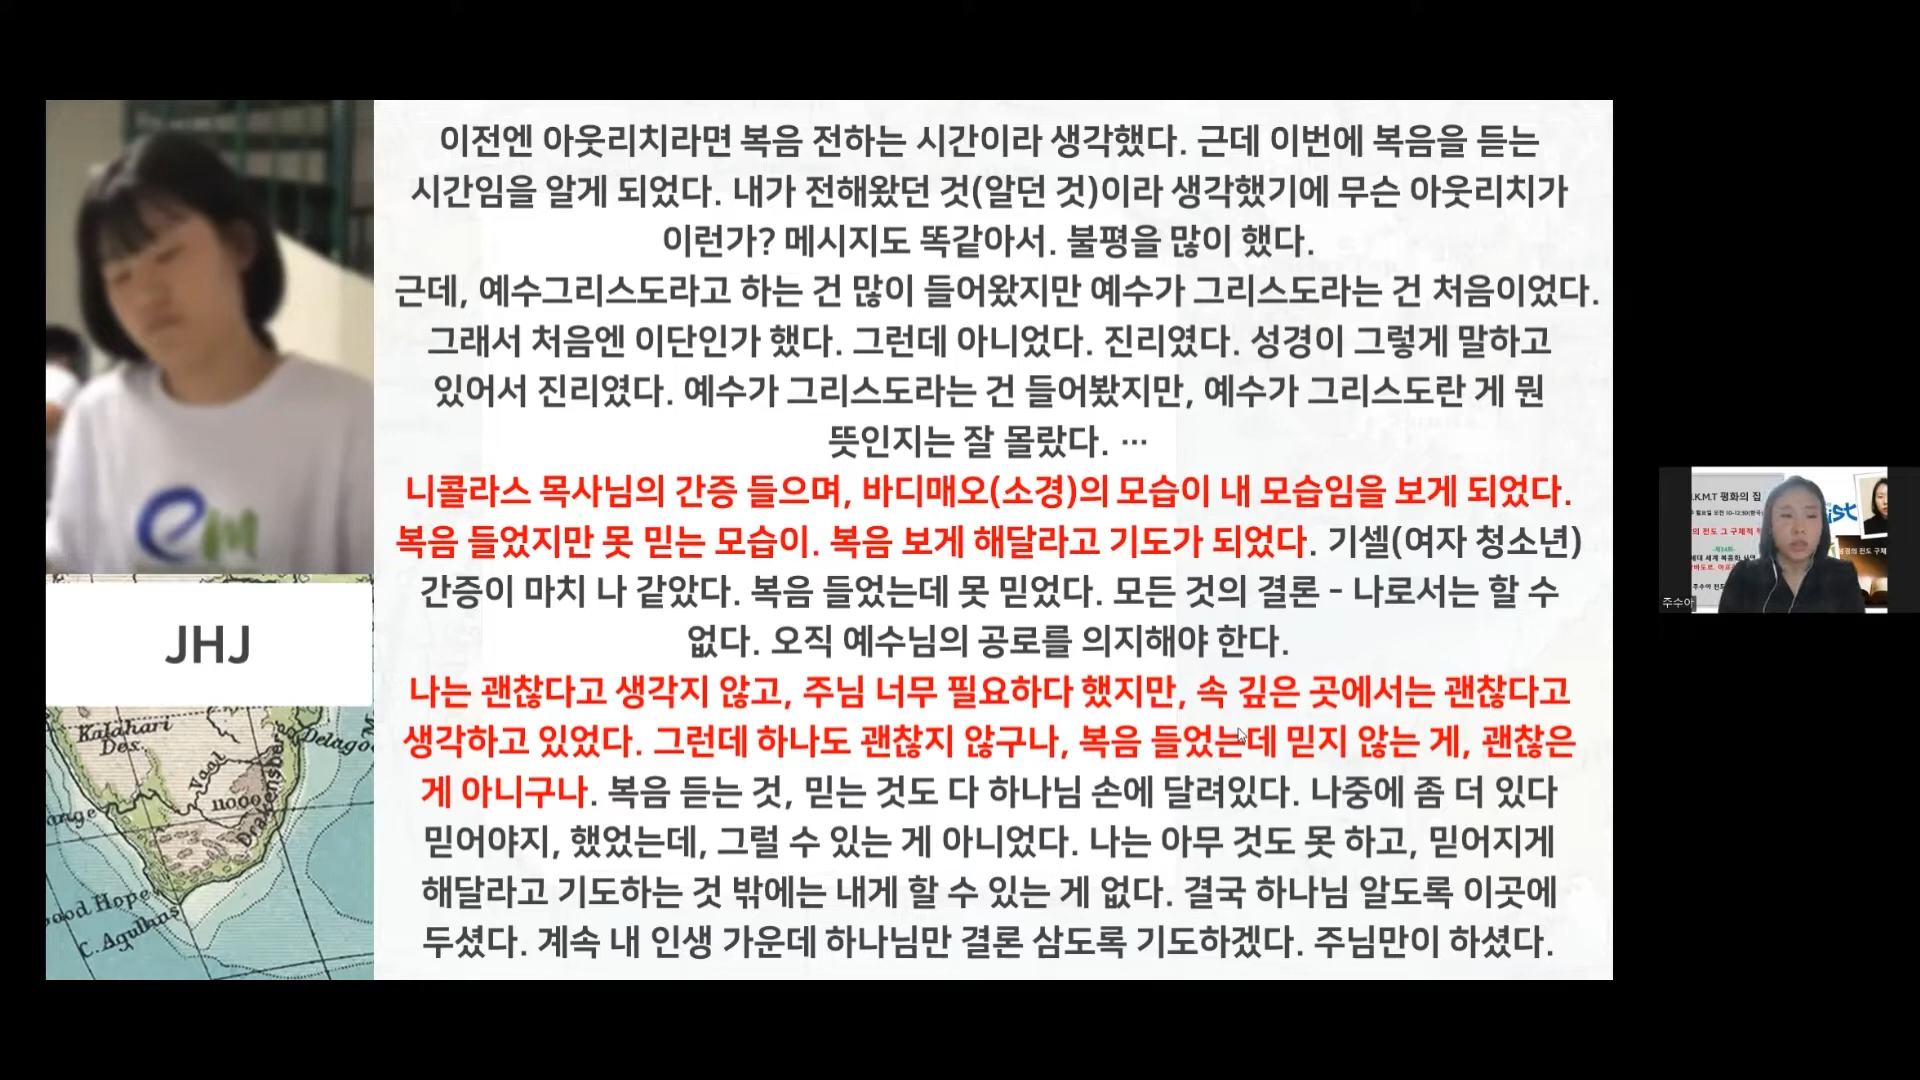 이전엔 아웃리치라면 복음 전하는 시간이라 생각했다. 근데 이번에 복음을 듣는
시간임을 알게 되었다. 내가 전해왔던 것(알던 것)이라 생각했기에 무슨 아웃리치가
이런가? 메시지도 똑같아서. 불평을 많이 했다.
근데, 예수그리스도라고 하는 건 많이 들어왔지만 예수가 그리스도라는 건 처음이었다.
그래서 처음엔 이단인가 했다. 그런데 아니었다. 진리였다. 성경이 그렇게 말하고
있어서 진리였다. 예수가 그리스도라는 건 들어봤지만, 예수가 그리스도란 게 뭔
뜻인지는 잘 몰랐다. ···
니콜라스 목사님의 간증 들으며, 바디매오(소경)의 모습이 내 모습임을 보게 되었다.
복음 들었지만 못 믿는 모습이. 복음 보게 해달라고 기도가 되었다. 기셀(여자 청소년)
간증이 마치 나 같았다. 복음 들었는데 못 믿었다. 모든 것의 결론 - 나로서는 할 수
없다. 오직 예수님의 공로를 의지해야 한다.
나는 괜찮다고 생각지 않고, 주님 너무 필요하다 했지만, 속 깊은 곳에서는 괜찮다고
생각하고 있었다. 그런데 하나도 괜찮지 않구나, 복음 들었는데 믿지 않는 게, 괜찮은
게 아니구나. 복음 듣는 것, 믿는 것도 다 하나님 손에 달려있다. 나중에 좀 더 있다
믿어야지, 했었는데, 그럴 수 있는 게 아니었다. 나는 아무 것도 못 하고, 믿어지게
해달라고 기도하는 것 밖에는 내게 할 수 있는 게 없다. 결국 하나님 알도록 이곳에
두셨다. 계속 내 인생 가운데 하나님만 결론 삼도록 기도하겠다. 주님만이 하셨다.
em
JHJ
Kalahari
Des.
Vaal
Delago
11000
Drakensber
ange
ood Hope
C. Agulhas
.K.M.T 평화의 집
주수아